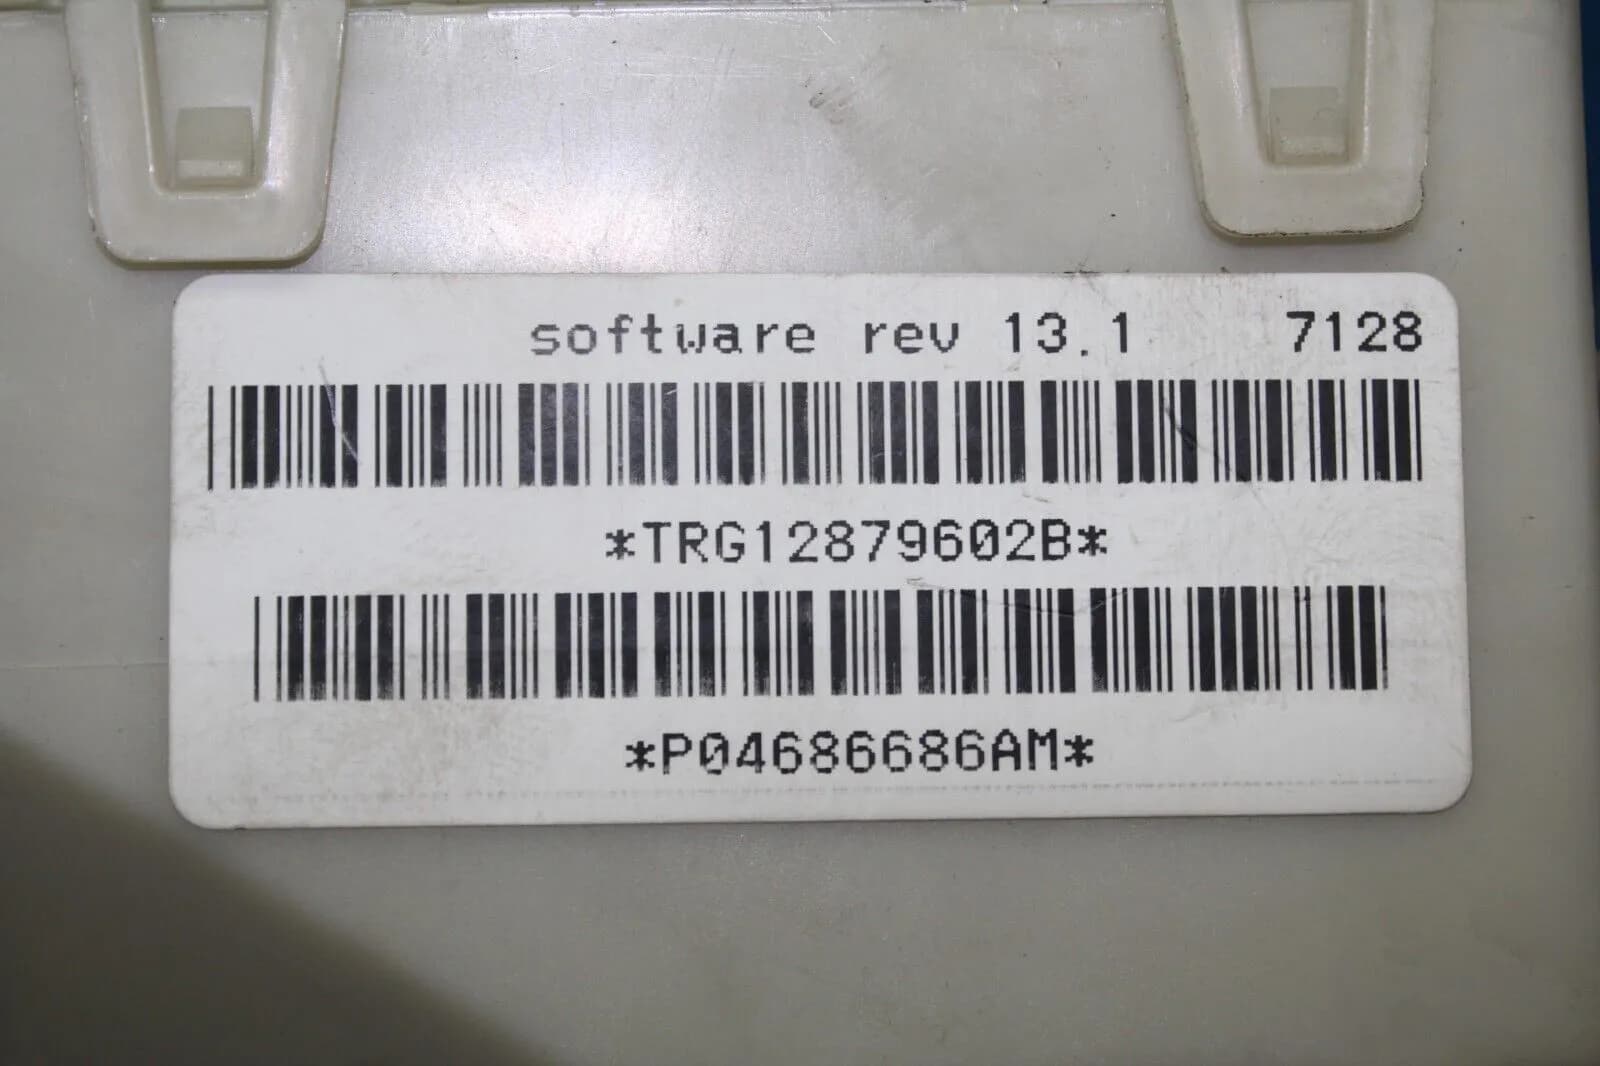 software rev 13.1 7128
*TRG12879602B*
*P04686686AM*